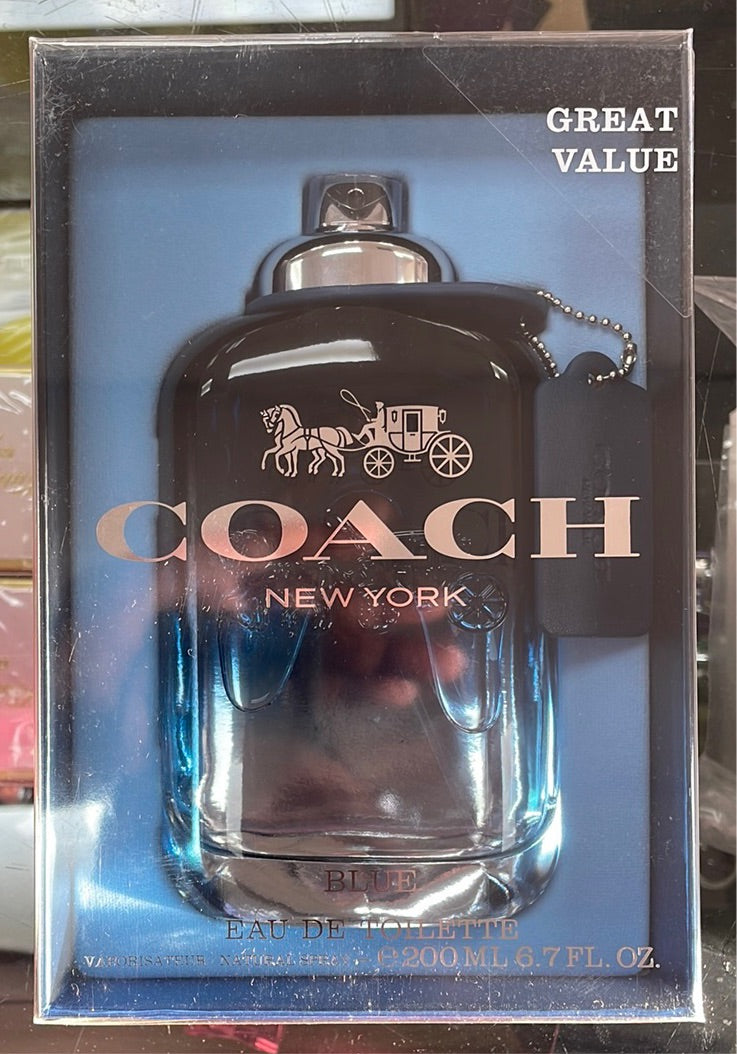 GREAT
VALUE
COACH
NEW YORK
BLUE
EAU DE TOILETTE
VAPORISATEUR NATURAL SPRAY ℮200 ML 6.7 FL. OZ.